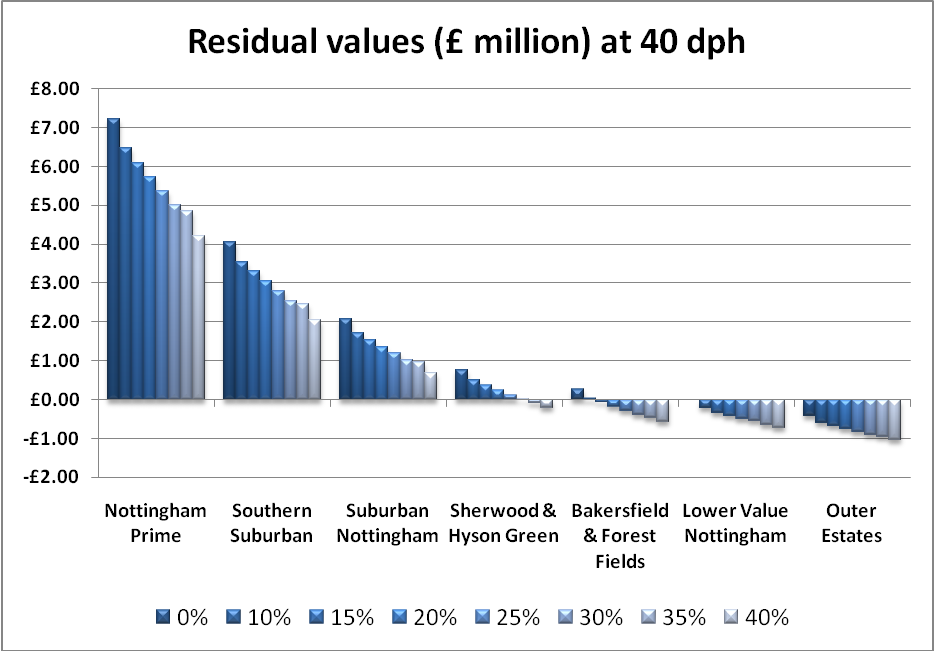 Residual values (£ million) at 40 dph
£8.00
£7.00
£6.00
£5.00
£4.00
£3.00
£2.00
£1.00
£0.00
-£1.00
-£2.00
Nottingham Prime
Southern Suburban
Suburban Nottingham
Sherwood & Hyson Green
Bakersfield & Forest Fields
Lower Value Nottingham
Outer Estates
0% 10% 15% 20% 25% 30% 35% 40%